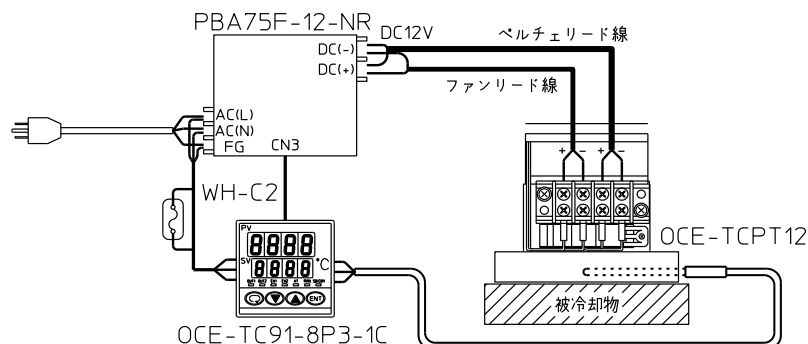 PBA75F-12-NR
DC12V
ペルチェリード線
DC(-)
DC(+)
ファンリード線
AC(L)
AC(N)
FG
CN3
+ - + -
WH-C2
PV
8888
SV
8888
°C
ENT
OCE-TCPT12
被冷却物
OCE-TC91-8P3-1C